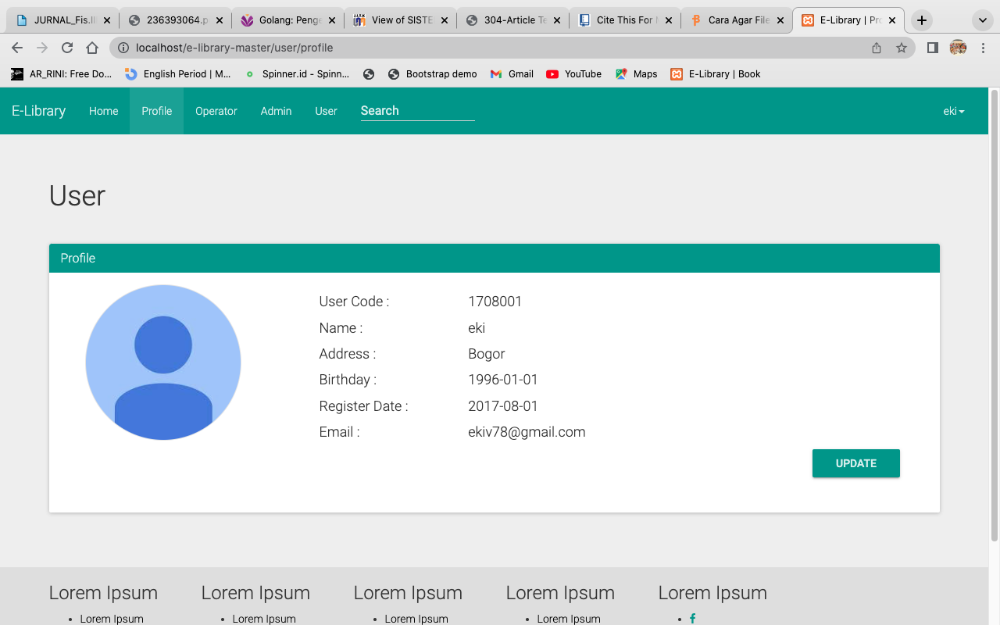 JURNAL_Fis.II
236393064.p
Golang: Penge
View of SISTE
304-Article Te
Cite This For M
Cara Agar File
E-Library | Pro
localhost/e-library-master/user/profile
AR_RINI: Free Do...
English Period | M...
Spinner.id - Spinn...
Bootstrap demo
Gmail
YouTube
Maps
E-Library | Book
E-Library Home Profile Operator Admin User Search eki
User
Profile
User Code : 1708001
Name : eki
Address : Bogor
Birthday : 1996-01-01
Register Date : 2017-08-01
Email : ekiv78@gmail.com
UPDATE
Lorem Ipsum Lorem Ipsum Lorem Ipsum Lorem Ipsum Lorem Ipsum
• Lorem Ipsum • Lorem Ipsum • Lorem Ipsum • Lorem Ipsum •